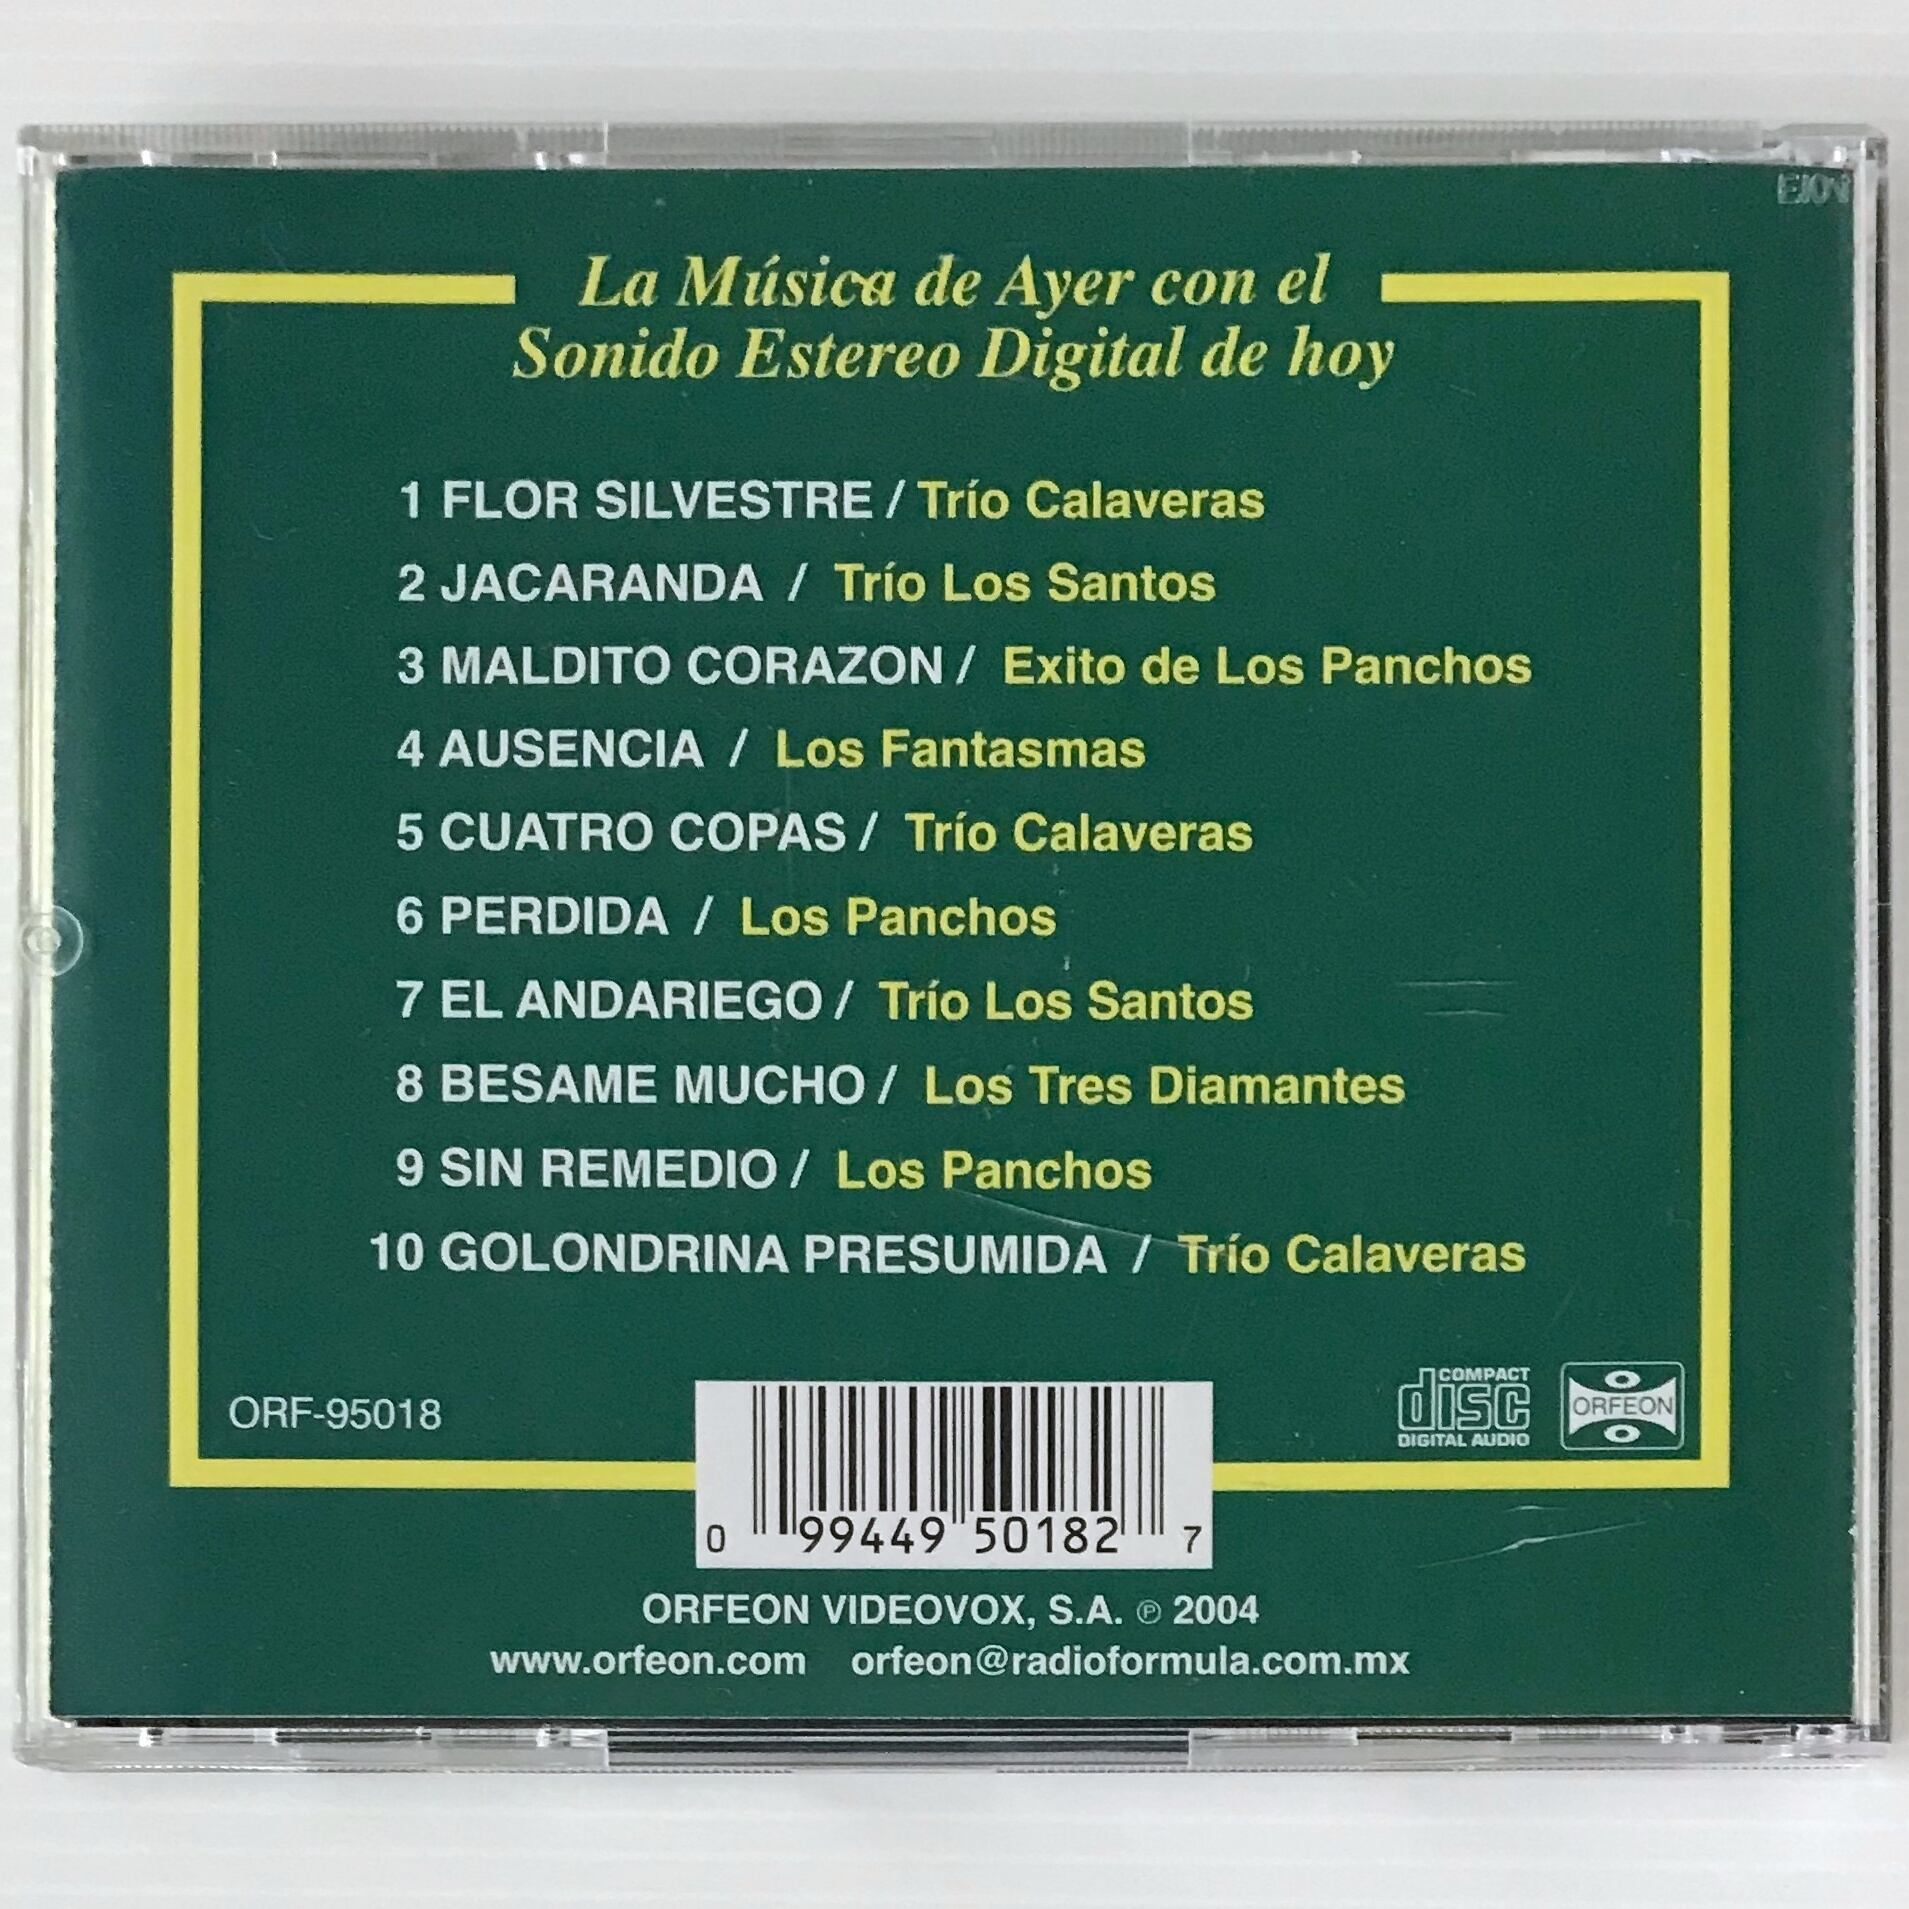 La Música de Ayer con el
Sonido Estereo Digital de hoy
1 FLOR SILVESTRE / Trío Calaveras
2 JACARANDA / Trío Los Santos
3 MALDITO CORAZON / Exito de Los Panchos
4 AUSENCIA / Los Fantasmas
5 CUATRO COPAS / Trío Calaveras
6 PERDIDA / Los Panchos
7 EL ANDARIEGO / Trío Los Santos
8 BESAME MUCHO / Los Tres Diamantes
9 SIN REMEDIO / Los Panchos
10 GOLONDRINA PRESUMIDA / Trío Calaveras
ORF-95018
COMPACT
disc
DIGITAL AUDIO
ORFEON
0 99449 50182 7
ORFEON VIDEOVOX, S.A. ℗ 2004
www.orfeon.com orfeon@radioformula.com.mx